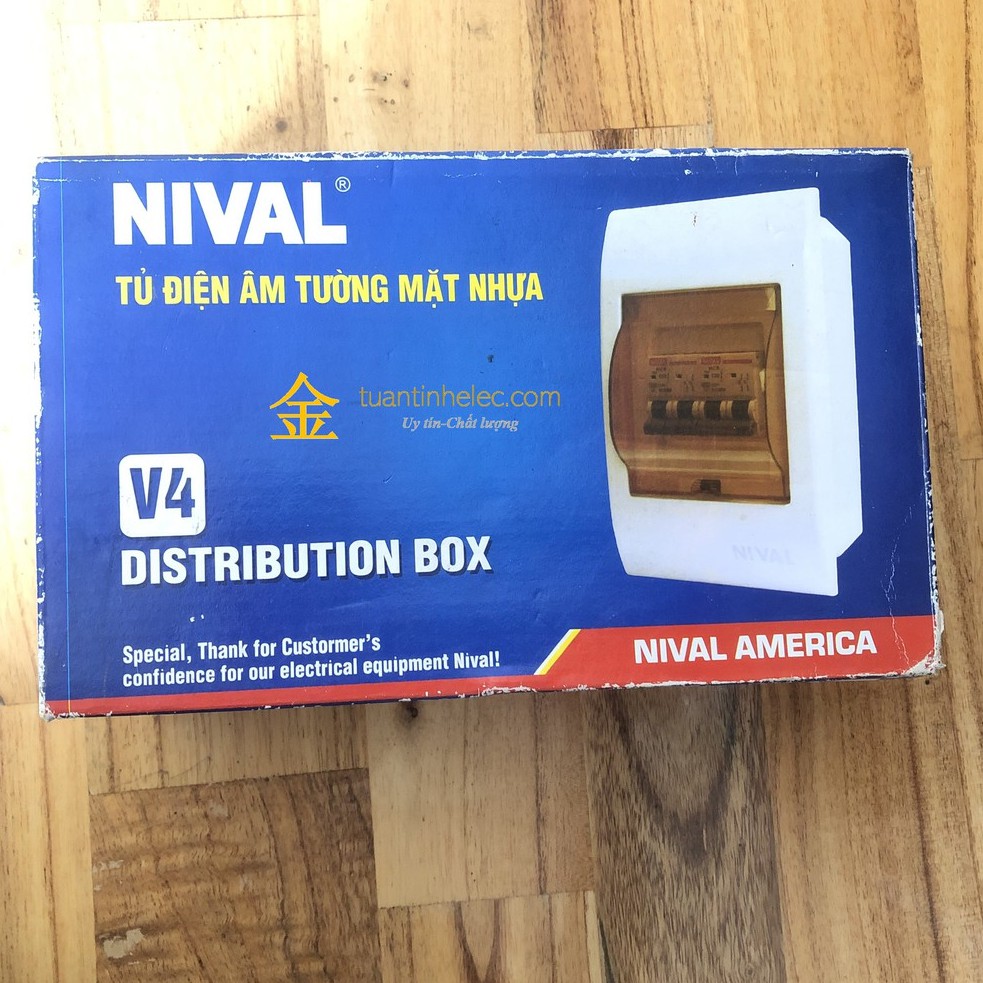 NIVAL®
TỦ ĐIỆN ÂM TƯỜNG MẶT NHỰA
金 tuantinhelec.com
Uy tín-Chất lượng
V4
DISTRIBUTION BOX
NIVAL
Special, Thank for Custormer's
confidence for our electrical equipment Nival!
NIVAL AMERICA